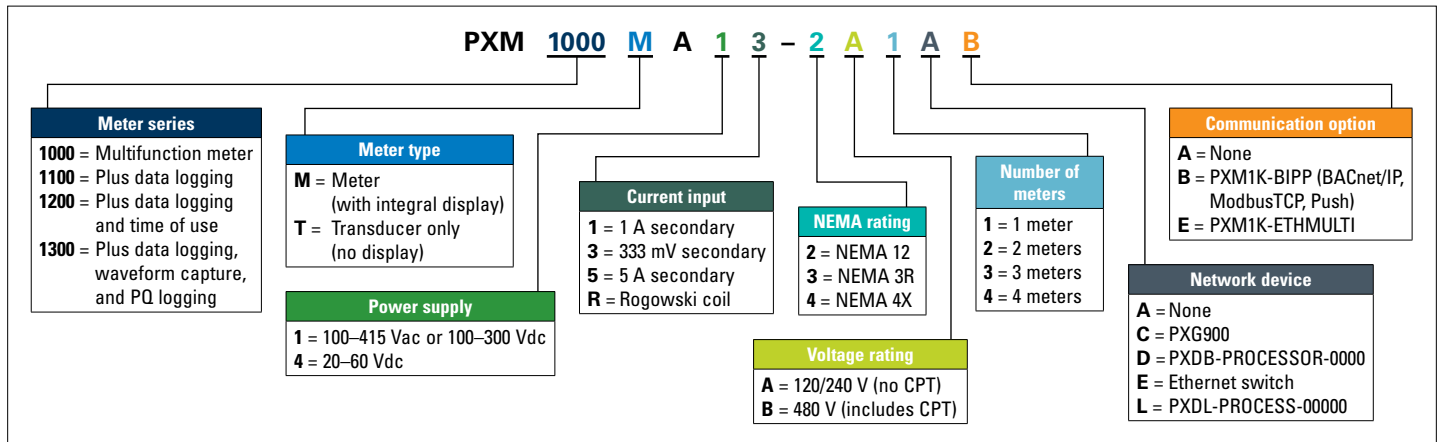 PXM 1000 M A 1 3 – 2 A 1 A B
Meter series
1000 = Multifunction meter
1100 = Plus data logging
1200 = Plus data logging
and time of use
1300 = Plus data logging,
waveform capture,
and PQ logging
Meter type
M = Meter
(with integral display)
T = Transducer only
(no display)
Power supply
1 = 100–415 Vac or 100–300 Vdc
4 = 20–60 Vdc
Current input
1 = 1 A secondary
3 = 333 mV secondary
5 = 5 A secondary
R = Rogowski coil
NEMA rating
2 = NEMA 12
3 = NEMA 3R
4 = NEMA 4X
Voltage rating
A = 120/240 V (no CPT)
B = 480 V (includes CPT)
Number of
meters
1 = 1 meter
2 = 2 meters
3 = 3 meters
4 = 4 meters
Communication option
A = None
B = PXM1K-BIPP (BACnet/IP,
ModbusTCP, Push)
E = PXM1K-ETHMULTI
Network device
A = None
C = PXG900
D = PXDB-PROCESSOR-0000
E = Ethernet switch
L = PXDL-PROCESS-00000